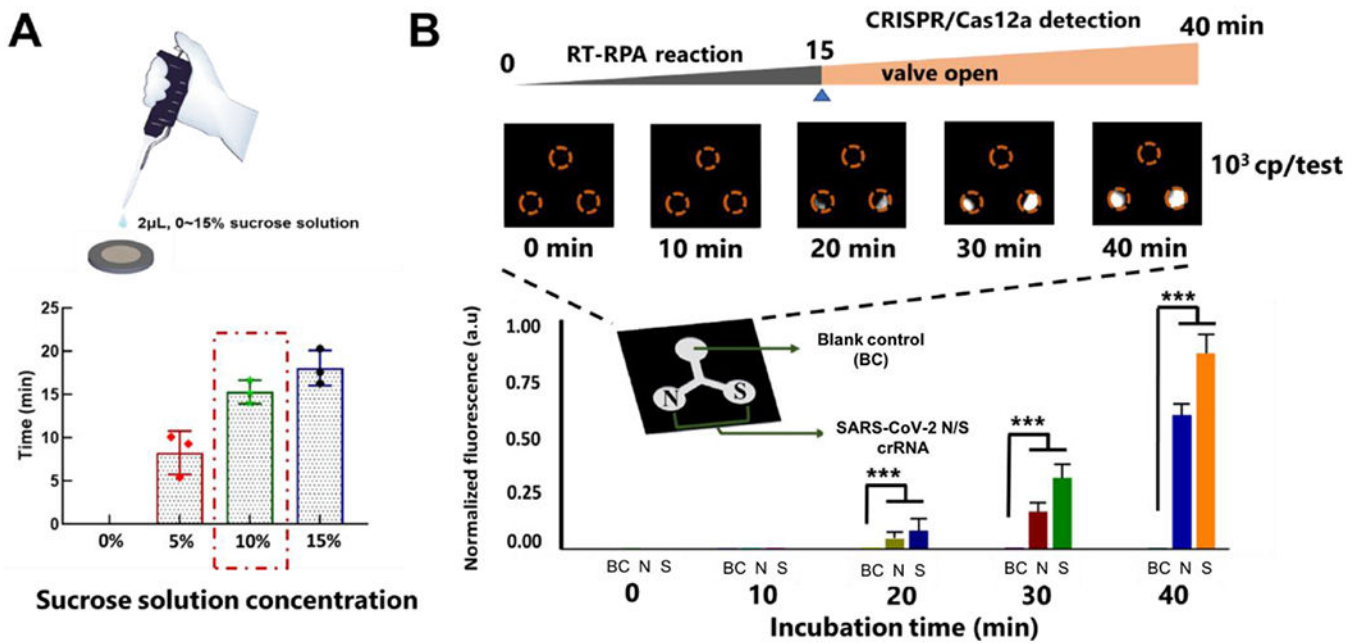 A
2µL, 0~15% sucrose solution
Time (min)
25
20
15
10
5
0
0% 5% 10% 15%
Sucrose solution concentration
B
CRISPR/Cas12a detection
0 RT-RPA reaction 15 40 min
valve open
10³ cp/test
0 min 10 min 20 min 30 min 40 min
Normalized fluorescence (a.u)
1.00
0.75
0.50
0.25
0.00
N S
Blank control
(BC)
SARS-CoV-2 N/S
crRNA
*** *** ***
BC N S BC N S BC N S BC N S BC N S
0 10 20 30 40
Incubation time (min)